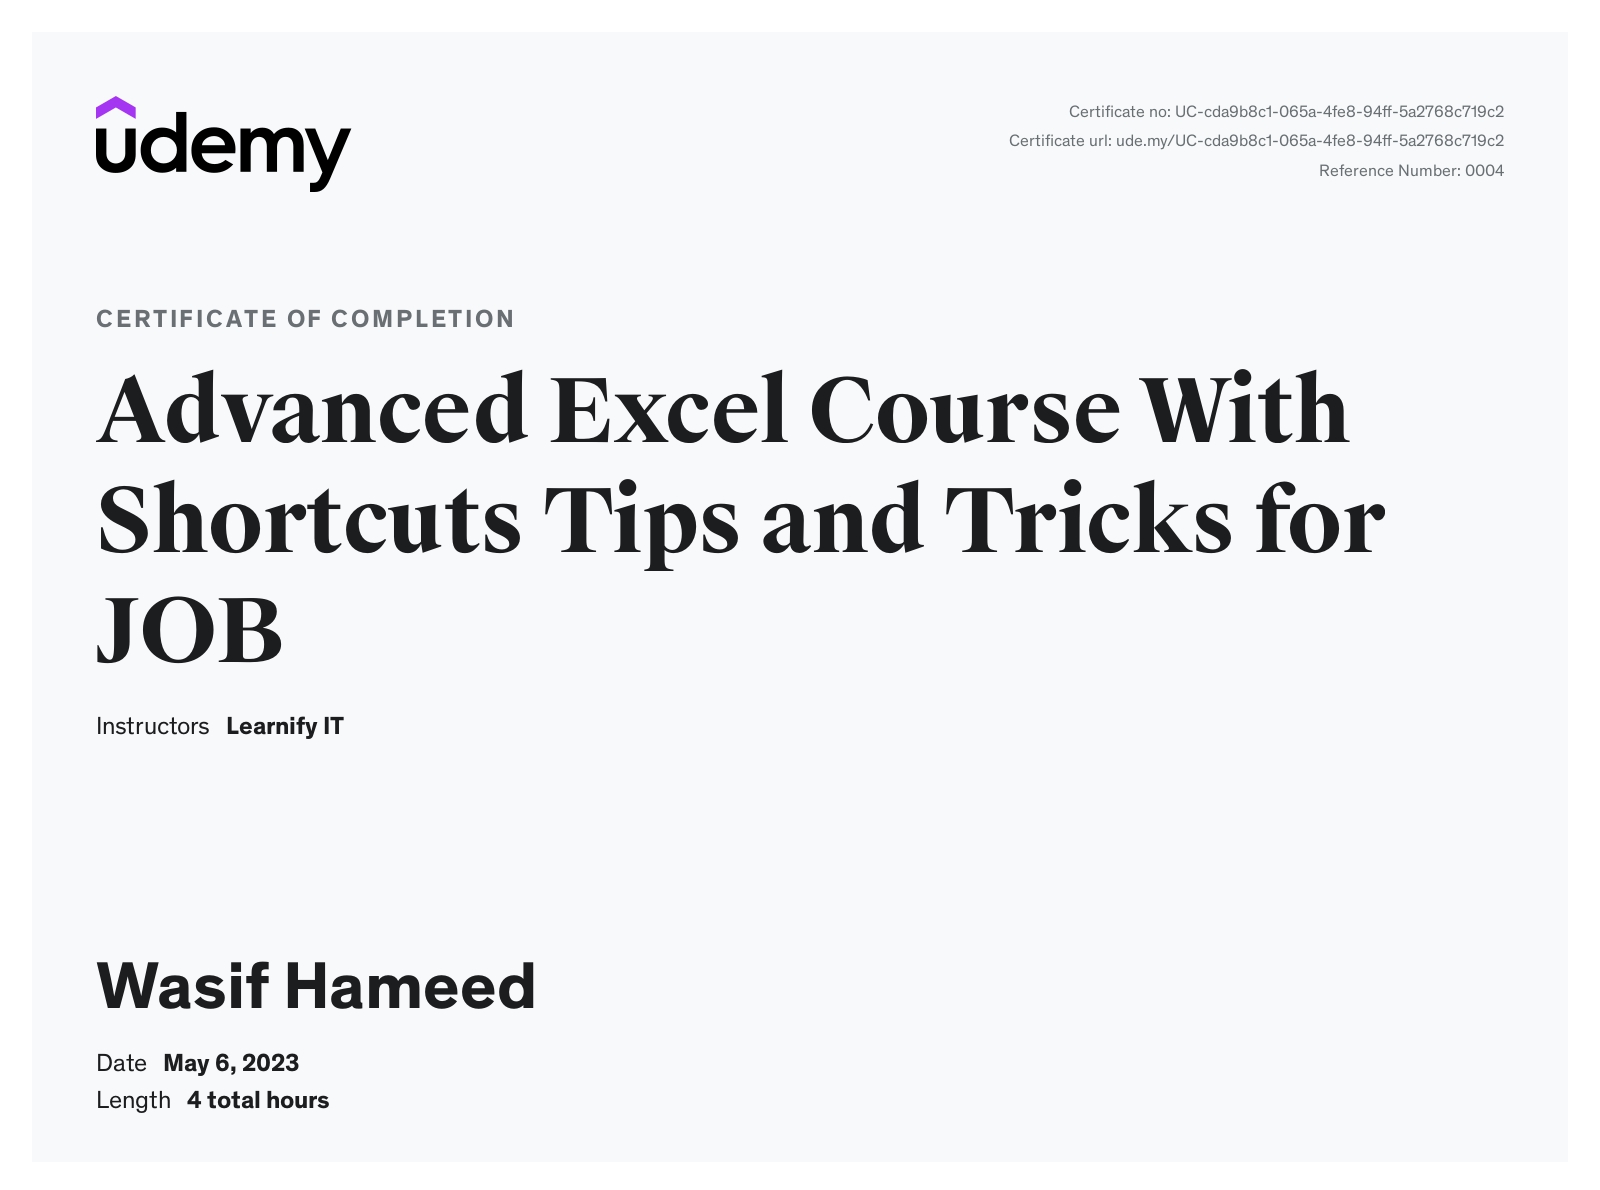 udemy
Certificate no: UC-cda9b8c1-065a-4fe8-94ff-5a2768c719c2
Certificate url: ude.my/UC-cda9b8c1-065a-4fe8-94ff-5a2768c719c2
Reference Number: 0004
CERTIFICATE OF COMPLETION
Advanced Excel Course With
Shortcuts Tips and Tricks for
JOB
Instructors Learnify IT
Wasif Hameed
Date May 6, 2023
Length 4 total hours